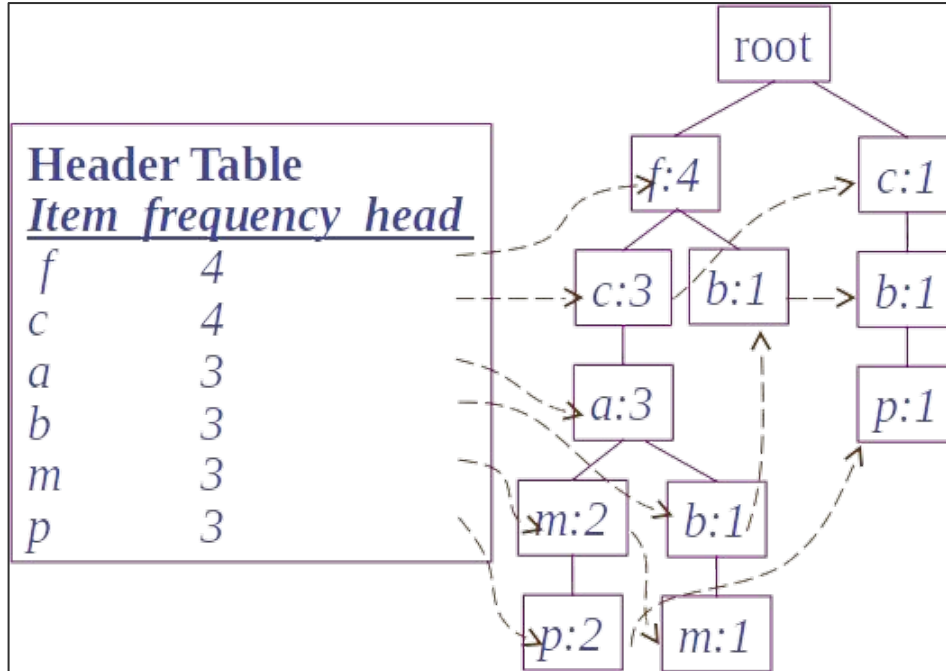 root
Header Table
Item frequency head
f 4
c 4
a 3
b 3
m 3
p 3
f:4 c:1
c:3 b:1 b:1
a:3 p:1
m:2 b:1
p:2 m:1